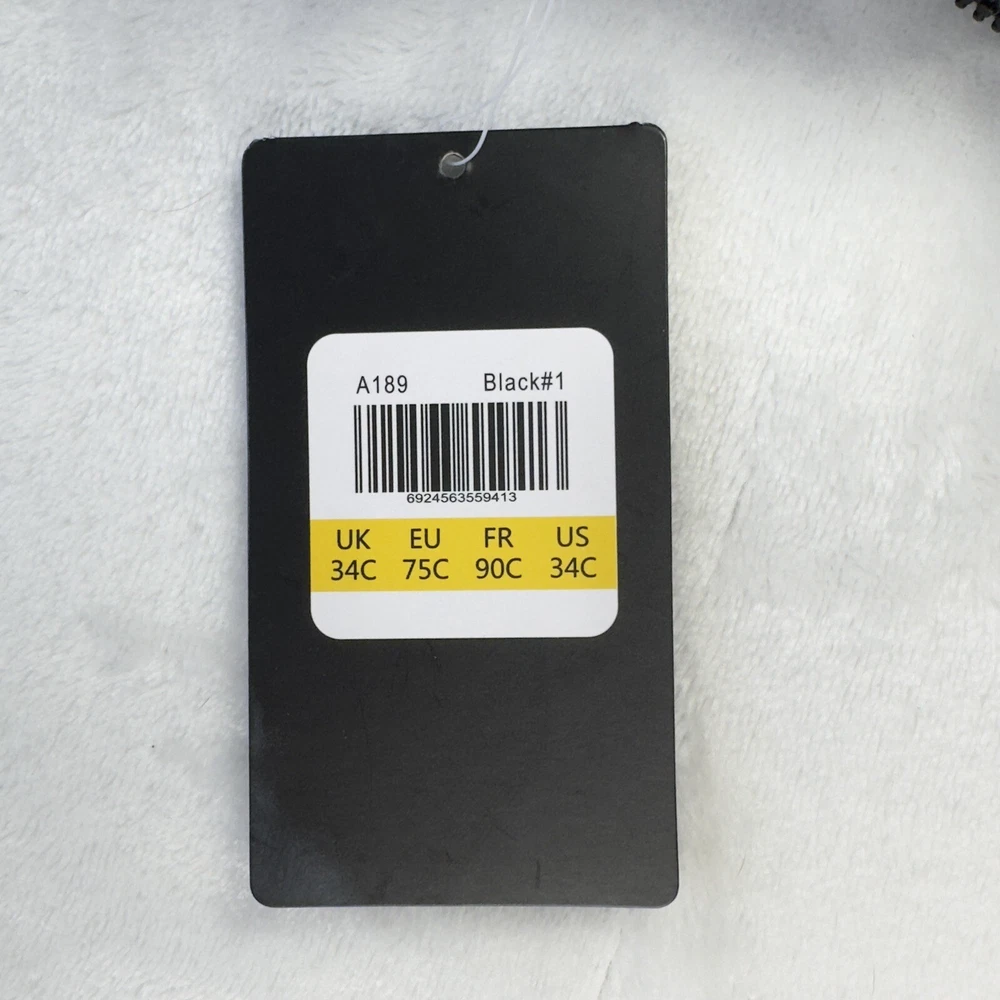 A189 Black#1
6924563559413
UK EU FR US
34C 75C 90C 34C